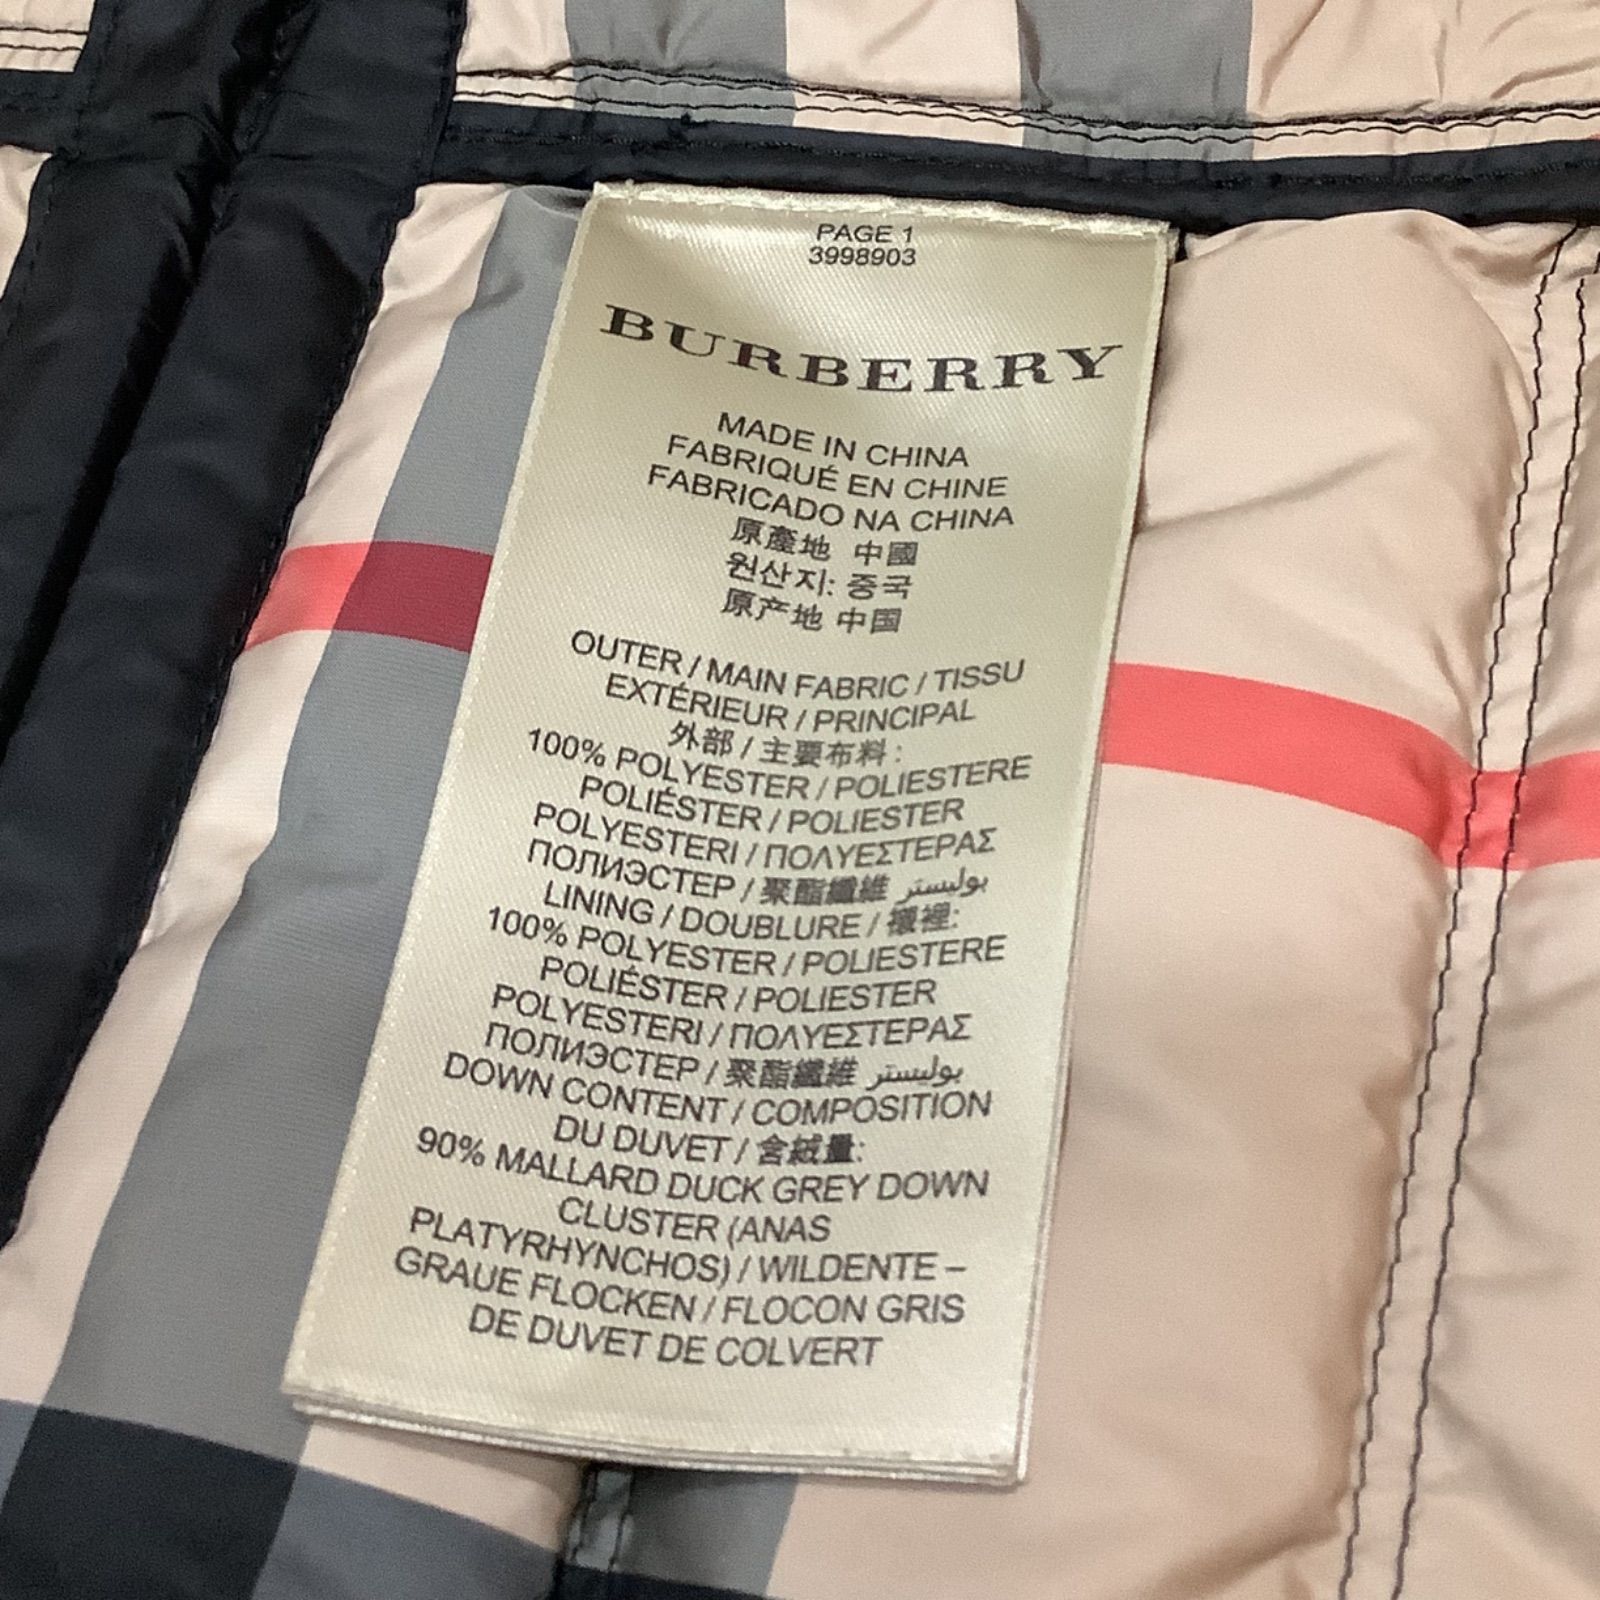 PAGE 1
3998903
BURBERRY
MADE IN CHINA
FABRIQUÉ EN CHINE
FABRICADO NA CHINA
原產地 中國
원산지: 중국
原产地 中国
OUTER / MAIN FABRIC / TISSU
EXTÉRIEUR / PRINCIPAL
外部 / 主要布料 :
100% POLYESTER / POLIESTERE
POLIÉSTER / POLIESTER
POLYESTERI / ΠΟΛΥΕΣΤΕΡΑΣ
ПОЛИЭСТЕР / 聚酯纖維 بوليستر
LINING / DOUBLURE / 襯裡:
100% POLYESTER / POLIESTERE
POLIÉSTER / POLIESTER
POLYESTERI / ΠΟΛΥΕΣΤΕΡΑΣ
ПОЛИЭСТЕР / 聚酯纖維 بوليستر
DOWN CONTENT / COMPOSITION
DU DUVET / 含絨量:
90% MALLARD DUCK GREY DOWN
CLUSTER (ANAS
PLATYRHYNCHOS) / WILDENTE –
GRAUE FLOCKEN / FLOCON GRIS
DE DUVET DE COLVERT